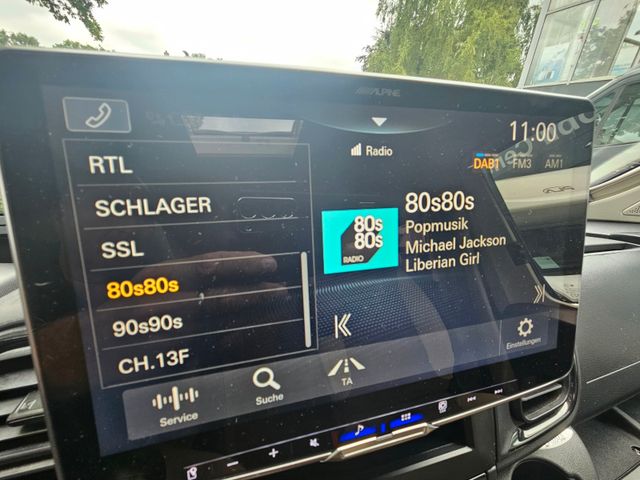 ALPINE
11:00
Radio
DAB1 FM3 AM1
RTL
SCHLAGER
SSL
80s80s
90s90s
CH.13F
80s
80s
RADIO
80s80s
Popmusik
Michael Jackson
Liberian Girl
Service
Suche
TA
Einstellungen